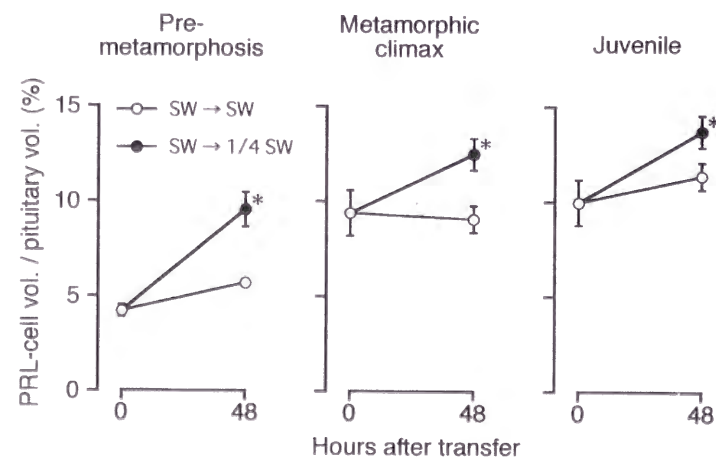 Pre-
metamorphosis
Metamorphic
climax
Juvenile
PRL-cell vol. / pituitary vol. (%)
15
10
5
0
SW → SW
SW → 1/4 SW
*
*
*
0 48
0 48
0 48
Hours after transfer